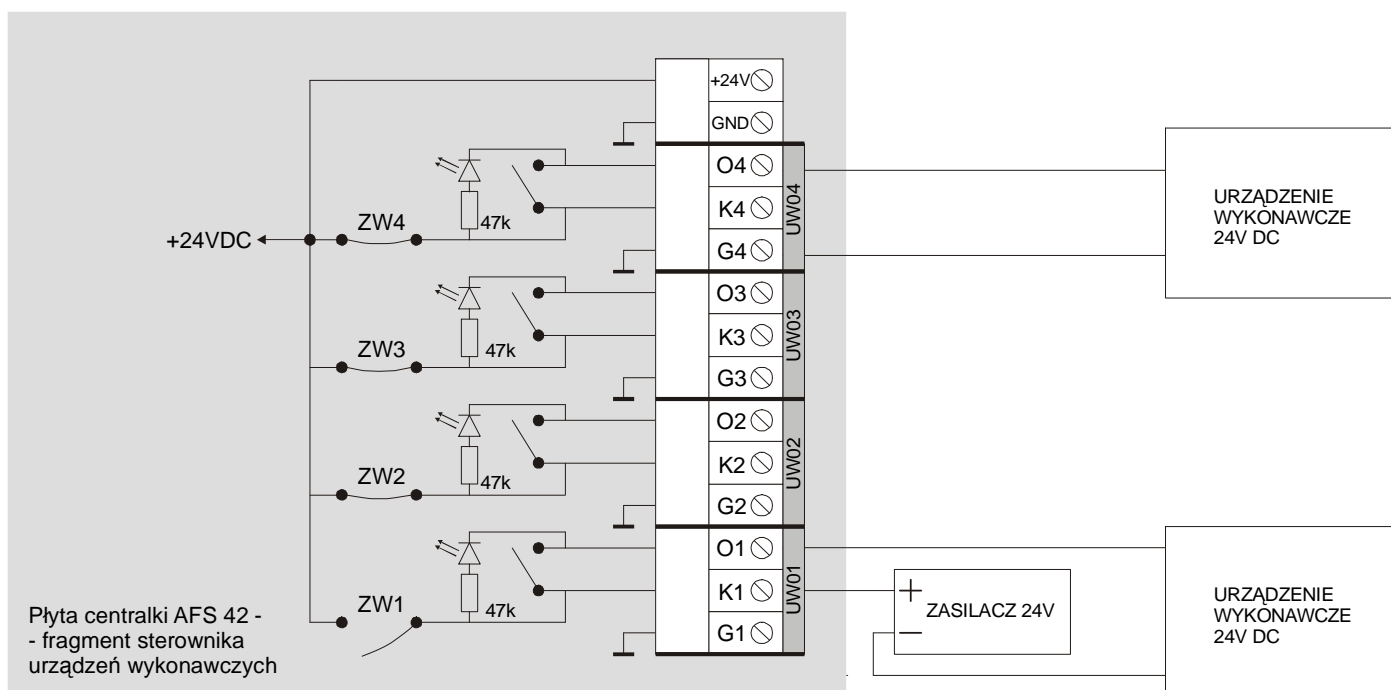 +24V
GND
O4
K4
G4
UW04
O3
K3
G3
UW03
O2
K2
G2
UW02
O1
K1
G1
UW01
+24VDC
ZW4
47k
ZW3
47k
ZW2
47k
ZW1
47k
Płyta centralki AFS 42 -
- fragment sterownika
urządzeń wykonawczych
URZĄDZENIE
WYKONAWCZE
24V DC
+
ZASILACZ 24V
—
URZĄDZENIE
WYKONAWCZE
24V DC